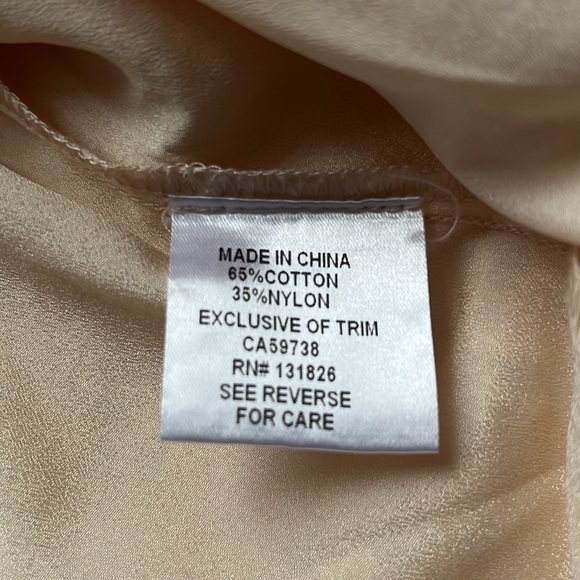 MADE IN CHINA
65%COTTON
35%NYLON
EXCLUSIVE OF TRIM
CA59738
RN# 131826
SEE REVERSE
FOR CARE